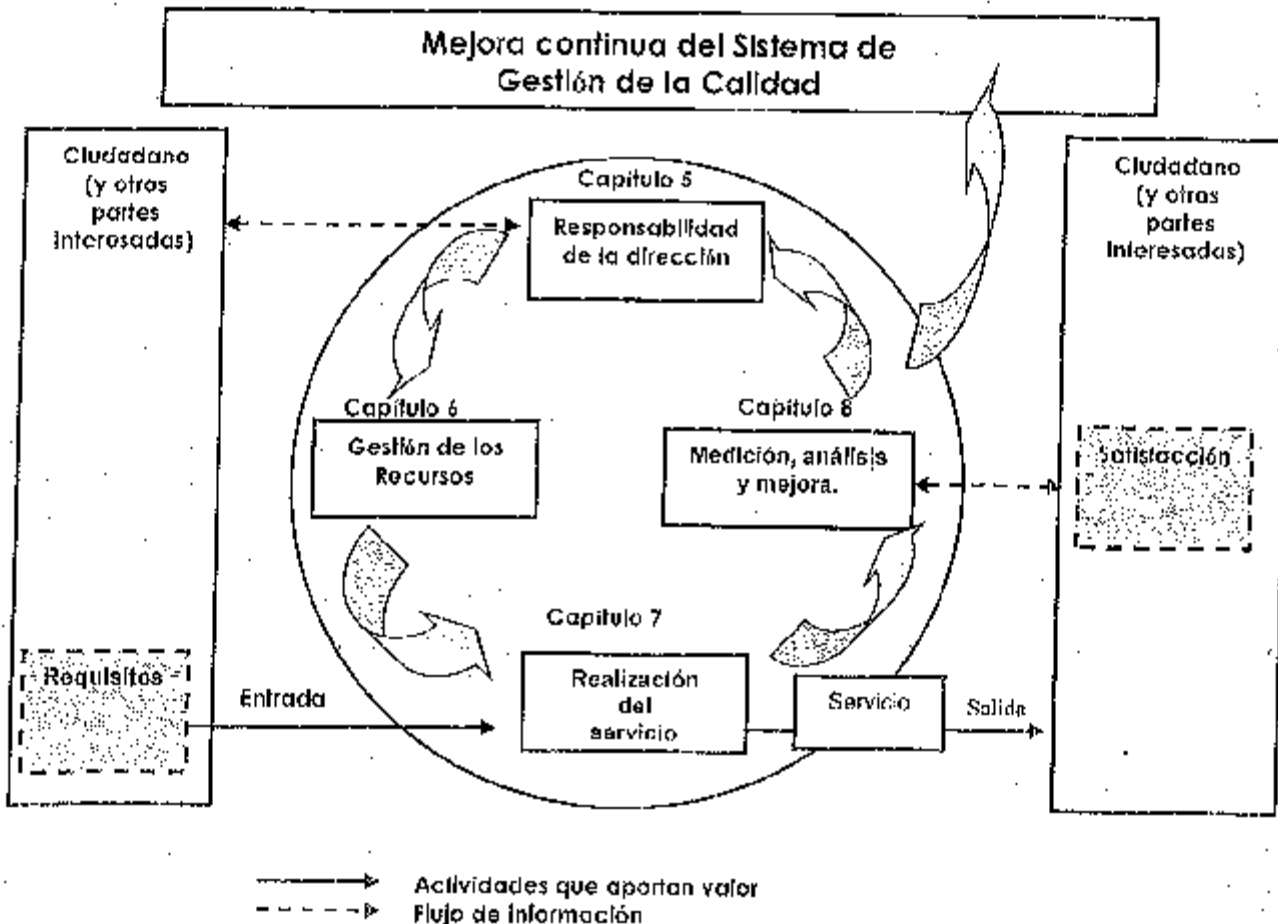 Mejora continua del Sistema de
Gestión de la Calidad
Ciudadano
(y otras
partes
interesadas)
Capítulo 5
Responsabilidad
de la dirección
Ciudadano
(y otras
partes
interesadas)
Capítulo 6
Gestión de los
Recursos
Capítulo 8
Medición, análisis
y mejora.
Satisfacción
Capítulo 7
Realización
del
servicio
Requisitos
Entrada
Servicio
Salida
Actividades que aportan valor
Flujo de información